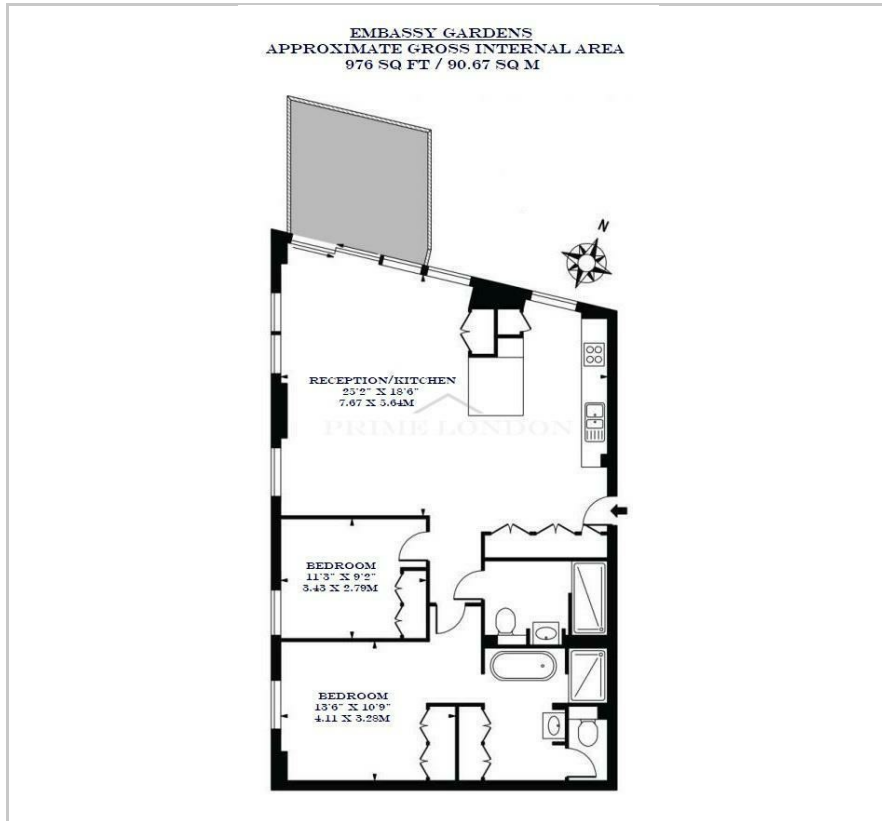 EMBASSY GARDENS
APPROXIMATE GROSS INTERNAL AREA
976 SQ FT / 90.67 SQ M
N
RECEPTION/KITCHEN
25'2" X 18'6"
7.67 X 5.64M
PRIME LONDON
BEDROOM
11'3" X 9'2"
3.43 X 2.79M
BEDROOM
13'6" X 10'9"
4.11 X 3.28M